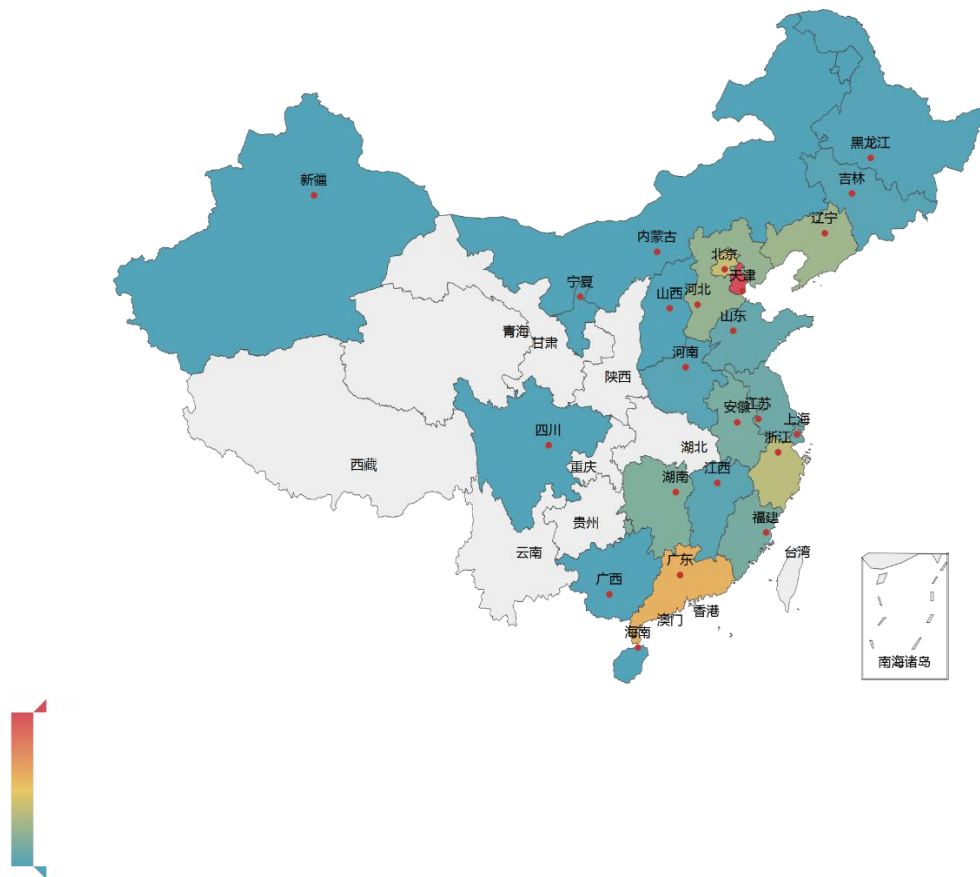 黑龙江
新疆
吉林
辽宁
内蒙古
北京
天津
宁夏
山西
河北
山东
青海
甘肃
河南
陕西
安徽
江苏
上海
四川
浙江
湖北
西藏
重庆
江西
湖南
贵州
福建
云南
台湾
广东
广西
香港
澳门
海南
南海诸岛